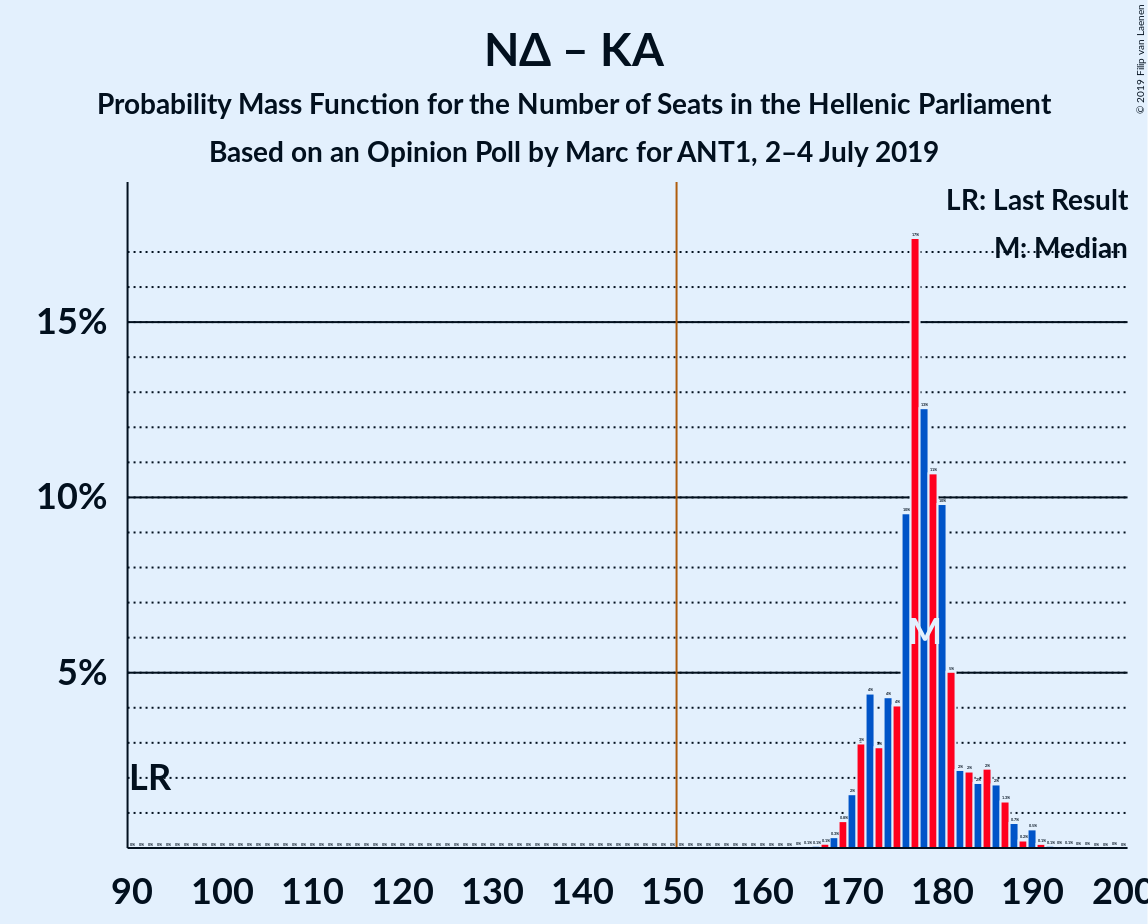 ΝΔ – ΚΑ
Probability Mass Function for the Number of Seats in the Hellenic Parliament
Based on an Opinion Poll by Marc for ANT1, 2–4 July 2019
© 2019 Filip van Laenen
LR: Last Result
M: Median
15%
10%
5%
LR
M
90 100 110 120 130 140 150 160 170 180 190 200